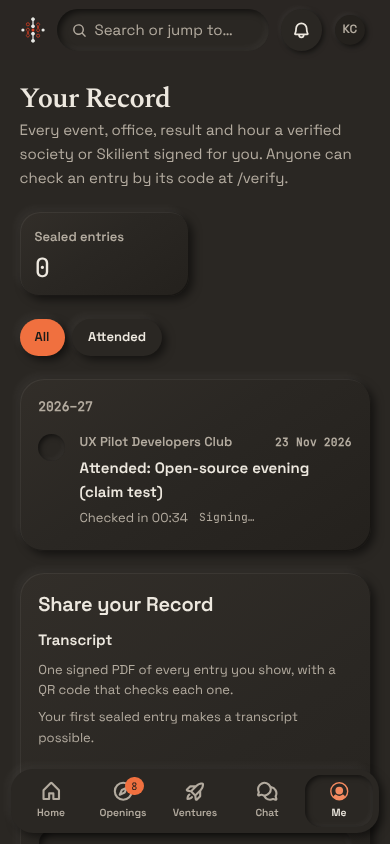 Search or jump to…
KC
Your Record
Every event, office, result and hour a verified
society or Skilient signed for you. Anyone can
check an entry by its code at /verify.
Sealed entries
0
All
Attended
2026–27
UX Pilot Developers Club
23 Nov 2026
Attended: Open-source evening
(claim test)
Checked in 00:34
Signing…
Share your Record
Transcript
One signed PDF of every entry you show, with a
QR code that checks each one.
Your first sealed entry makes a transcript
possible.
8
Home
Openings
Ventures
Chat
Me